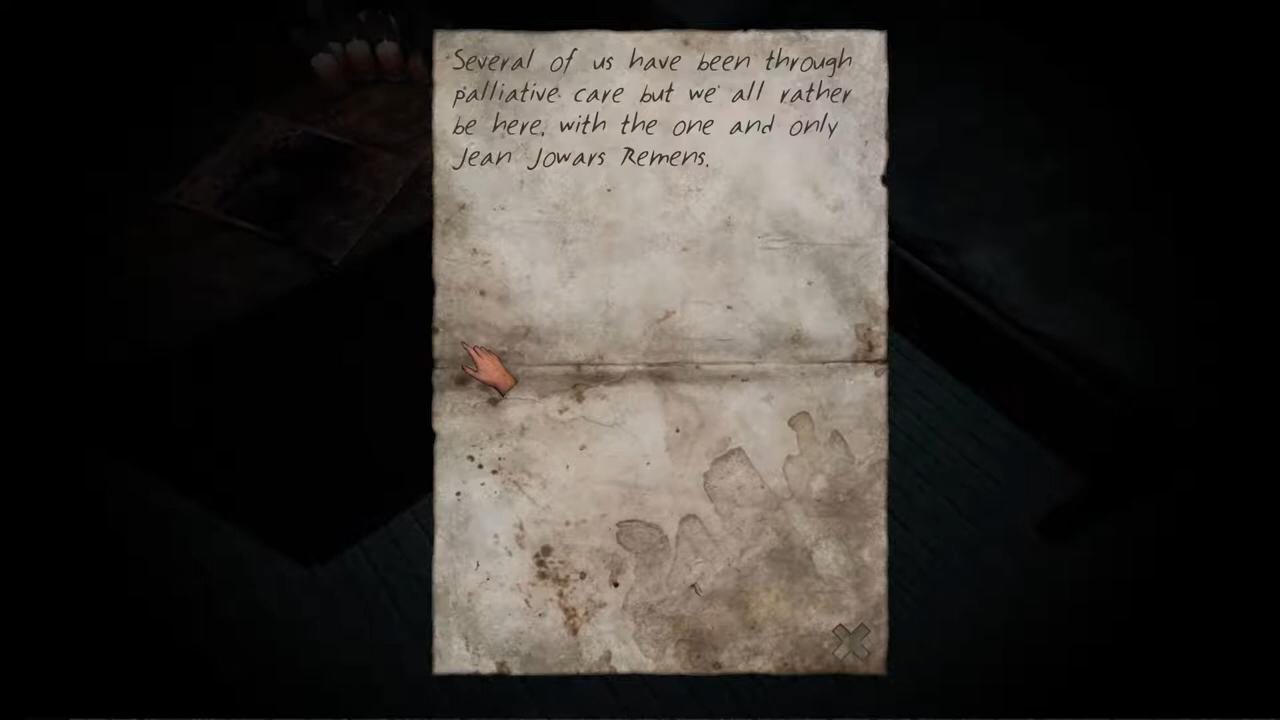 Several of us have been through
palliative care but we all rather
be here, with the one and only
Jean Jowars Remens.